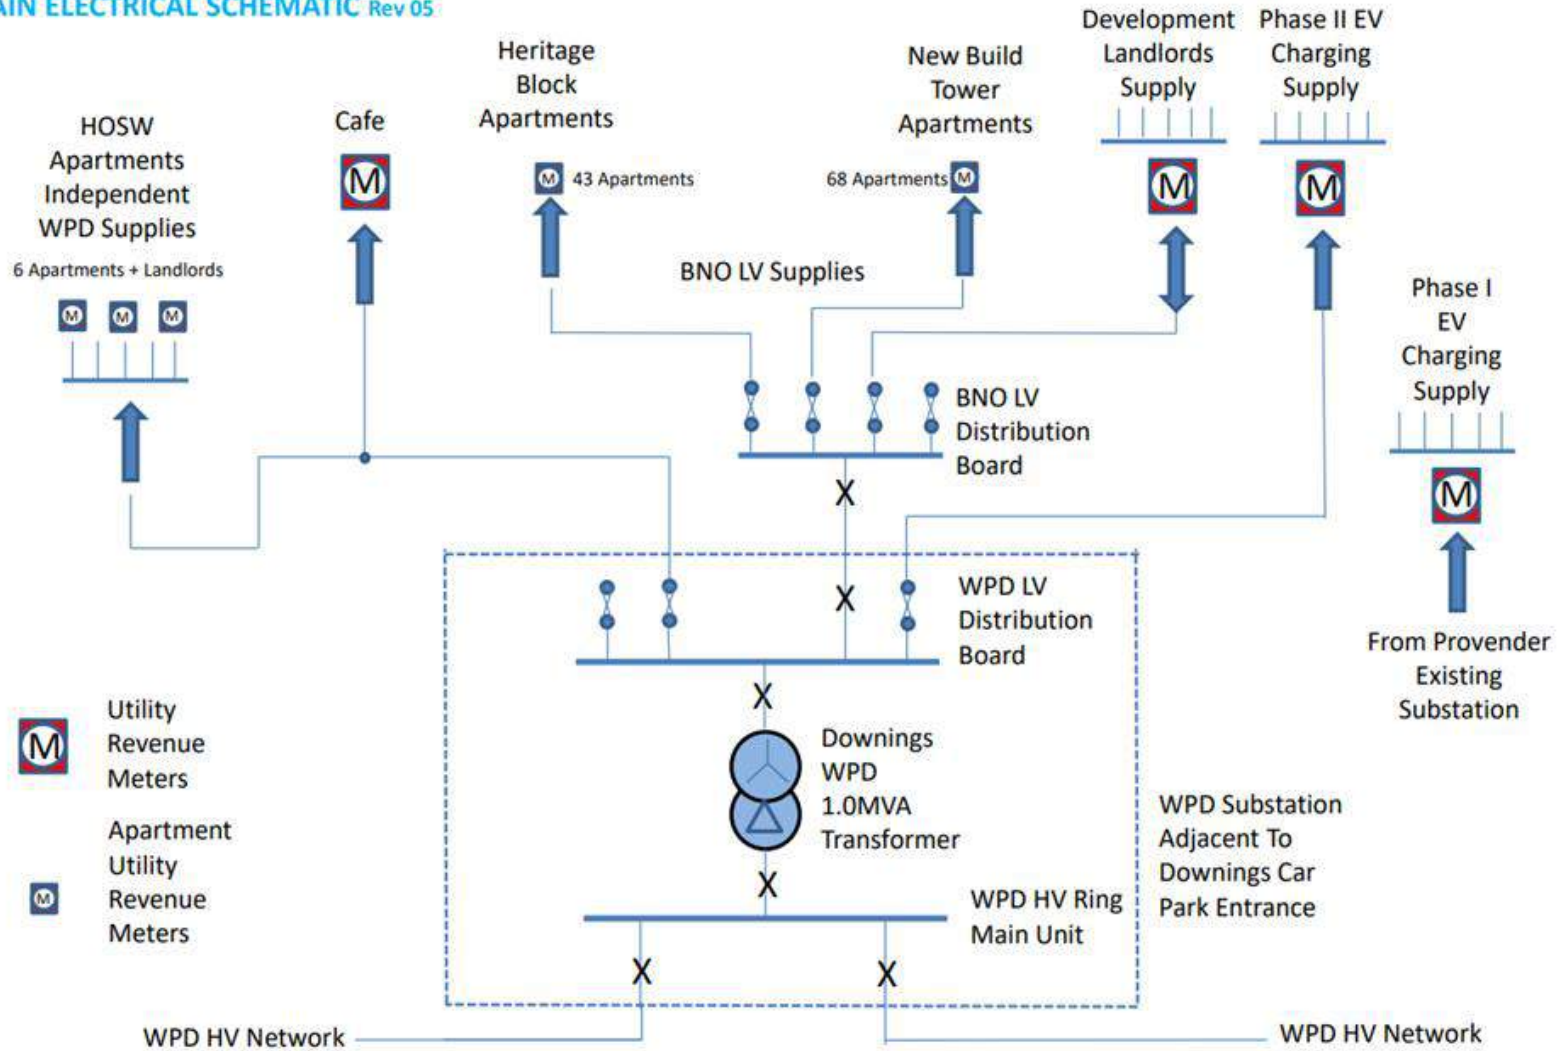 AIN ELECTRICAL SCHEMATIC Rev 05
HOSW
Apartments
Independent
WPD Supplies
6 Apartments + Landlords
M
M
M
Cafe
M
Heritage
Block
Apartments
M 43 Apartments
BNO LV Supplies
New Build
Tower
Apartments
68 Apartments M
Development
Landlords
Supply
M
Phase II EV
Charging
Supply
M
Phase I
EV
Charging
Supply
M
From Provender
Existing
Substation
BNO LV
Distribution
Board
X
X
WPD LV
Distribution
Board
X
Downings
WPD
1.0MVA
Transformer
X
WPD HV Ring
Main Unit
X
X
WPD Substation
Adjacent To
Downings Car
Park Entrance
M
Utility
Revenue
Meters
M
Apartment
Utility
Revenue
Meters
WPD HV Network
WPD HV Network